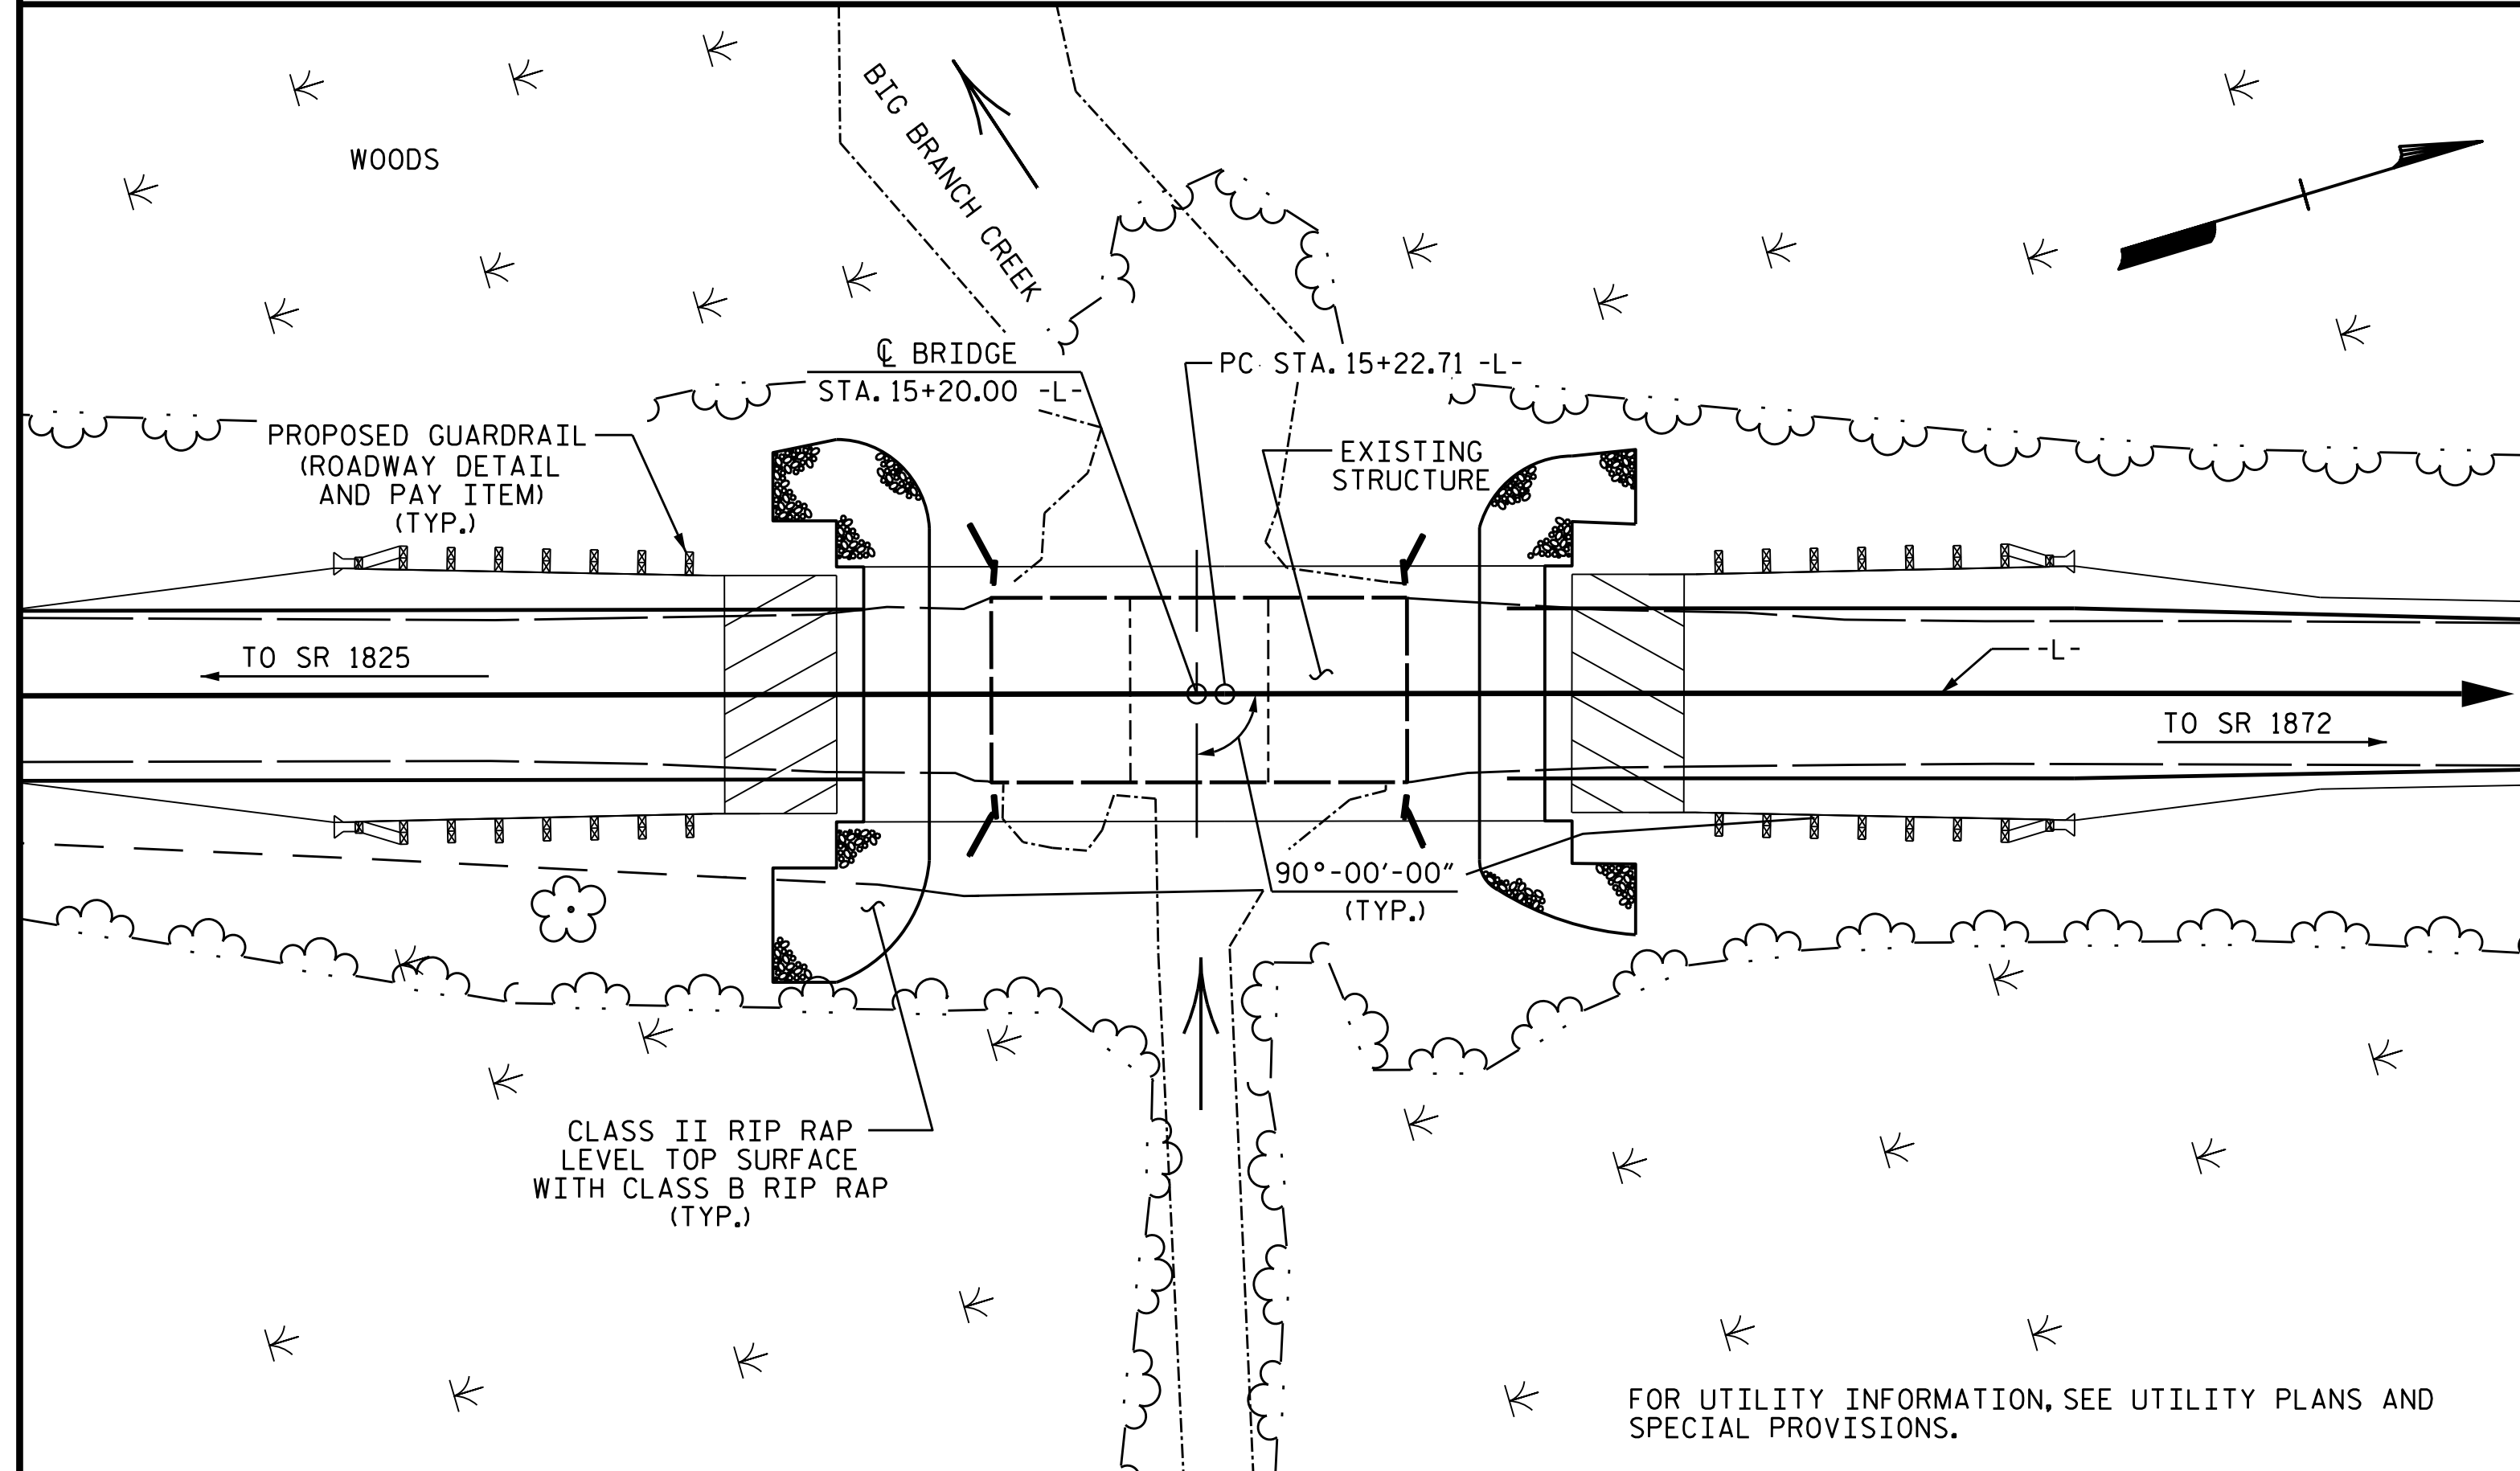 BIG BRANCH CREEK
WOODS
℄ BRIDGE
STA. 15+20.00 -L-
PC STA. 15+22.71 -L-
PROPOSED GUARDRAIL
(ROADWAY DETAIL
AND PAY ITEM)
(TYP.)
EXISTING
STRUCTURE
TO SR 1825
-L-
TO SR 1872
90°-00'-00"
(TYP.)
CLASS II RIP RAP
LEVEL TOP SURFACE
WITH CLASS B RIP RAP
(TYP.)
FOR UTILITY INFORMATION, SEE UTILITY PLANS AND
SPECIAL PROVISIONS.